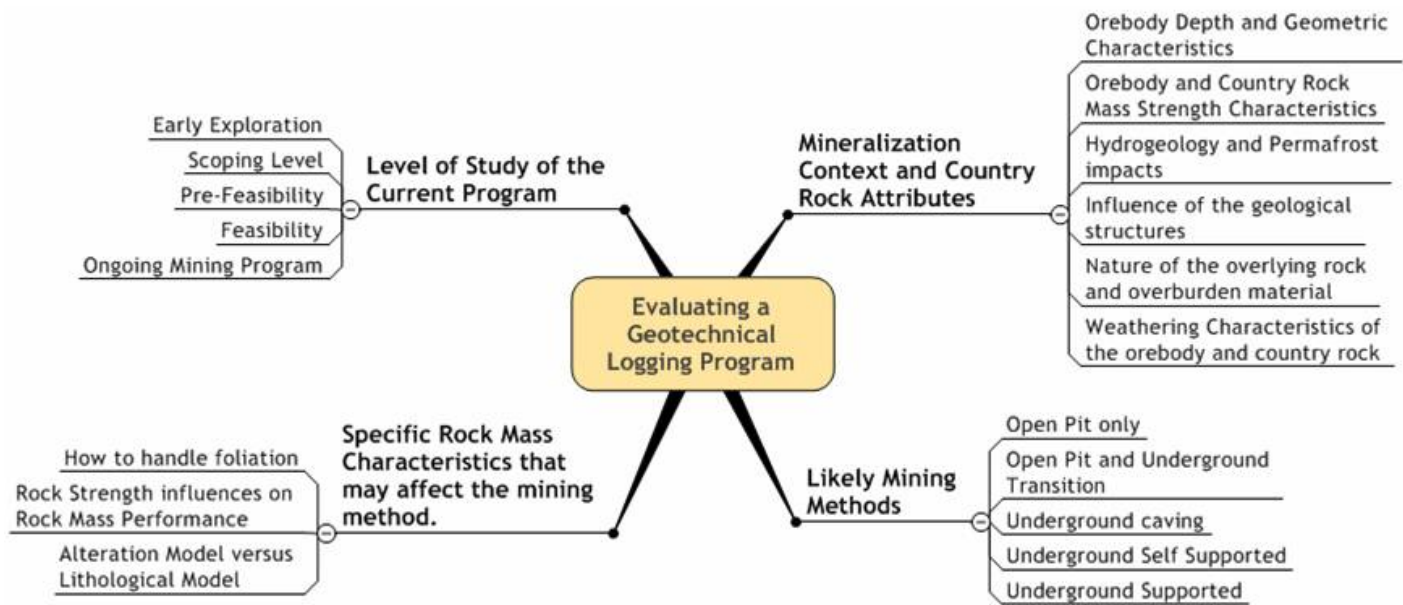 Evaluating a
Geotechnical
Logging Program
Level of Study of the
Current Program
Early Exploration
Scoping Level
Pre-Feasibility
Feasibility
Ongoing Mining Program
Mineralization
Context and Country
Rock Attributes
Orebody Depth and Geometric
Characteristics
Orebody and Country Rock
Mass Strength Characteristics
Hydrogeology and Permafrost
impacts
Influence of the geological
structures
Nature of the overlying rock
and overburden material
Weathering Characteristics of
the orebody and country rock
Specific Rock Mass
Characteristics that
may affect the mining
method.
How to handle foliation
Rock Strength influences on
Rock Mass Performance
Alteration Model versus
Lithological Model
Likely Mining
Methods
Open Pit only
Open Pit and Underground
Transition
Underground caving
Underground Self Supported
Underground Supported